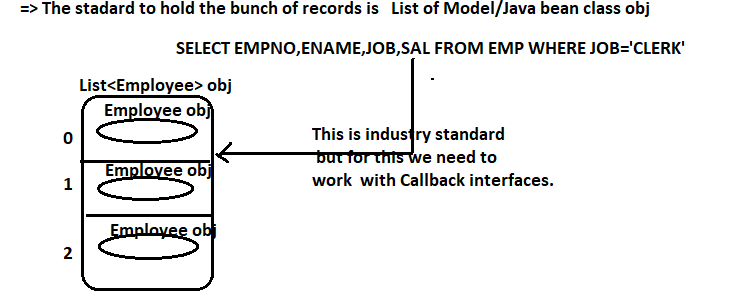 => The stadard to hold the bunch of records is List of Model/Java bean class obj
SELECT EMPNO,ENAME,JOB,SAL FROM EMP WHERE JOB='CLERK'
List<Employee> obj
Employee obj
0
This is industry standard
but for this we need to
work with Callback interfaces.
Employee obj
1
Employee obj
2